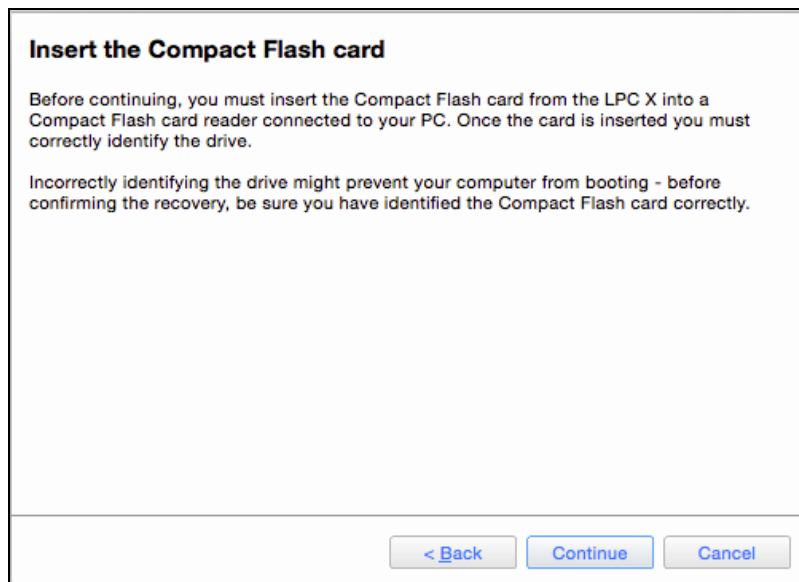 Insert the Compact Flash card
Before continuing, you must insert the Compact Flash card from the LPC X into a
Compact Flash card reader connected to your PC. Once the card is inserted you must
correctly identify the drive.
Incorrectly identifying the drive might prevent your computer from booting - before
confirming the recovery, be sure you have identified the Compact Flash card correctly.
< Back
Continue
Cancel